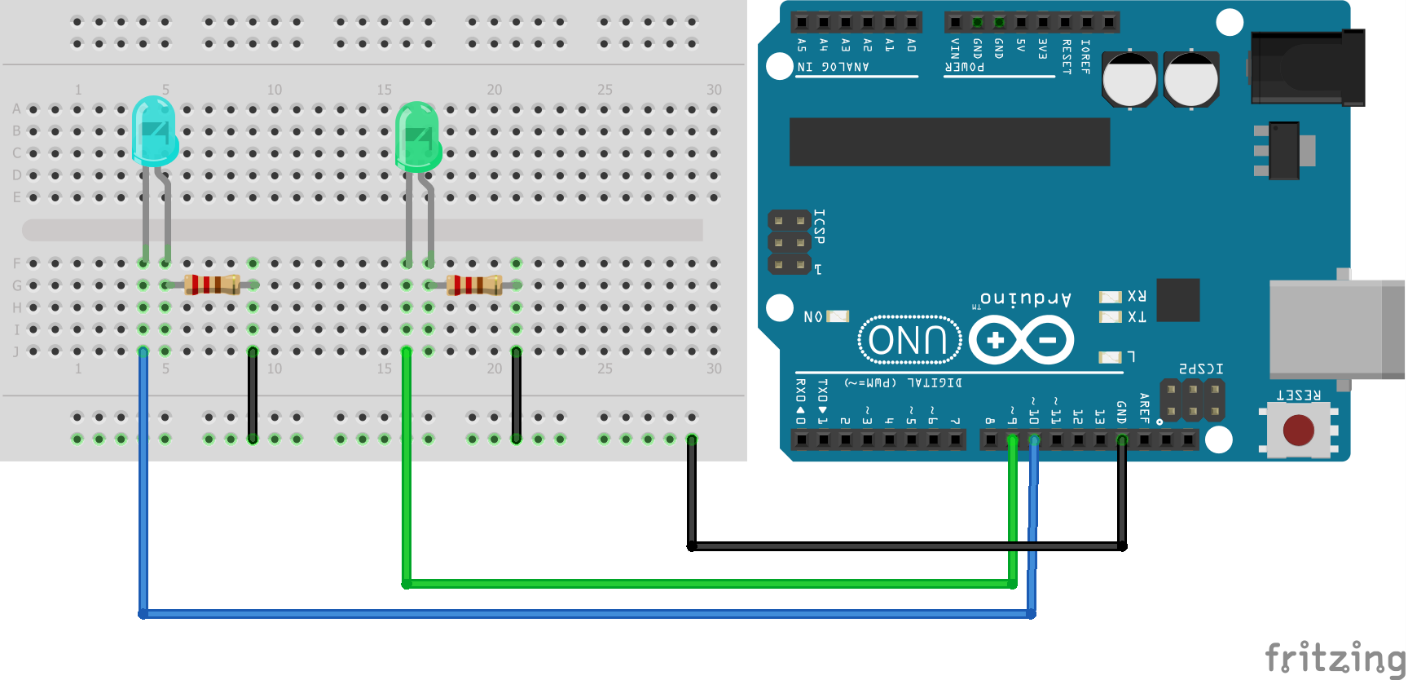 A5 A4 A3 A2 A1 A0
VIN GND GND 5V 3V3 RESET IOREF
ANALOG IN
POWER
1 5 10 15 20 25 30
A
B
C
D
E
F
G
H
I
J
1 5 10 15 20 25 30
ICSP
1
ON
UNO
Arduino
TM
RX
TX
L
ICSP2
DIGITAL (PWM=~)
RX0◄0 TX0►1 2 ~3 4 ~5 ~6 7 8 ~9 ~10 ~11 12 13 GND AREF
RESET
fritzing